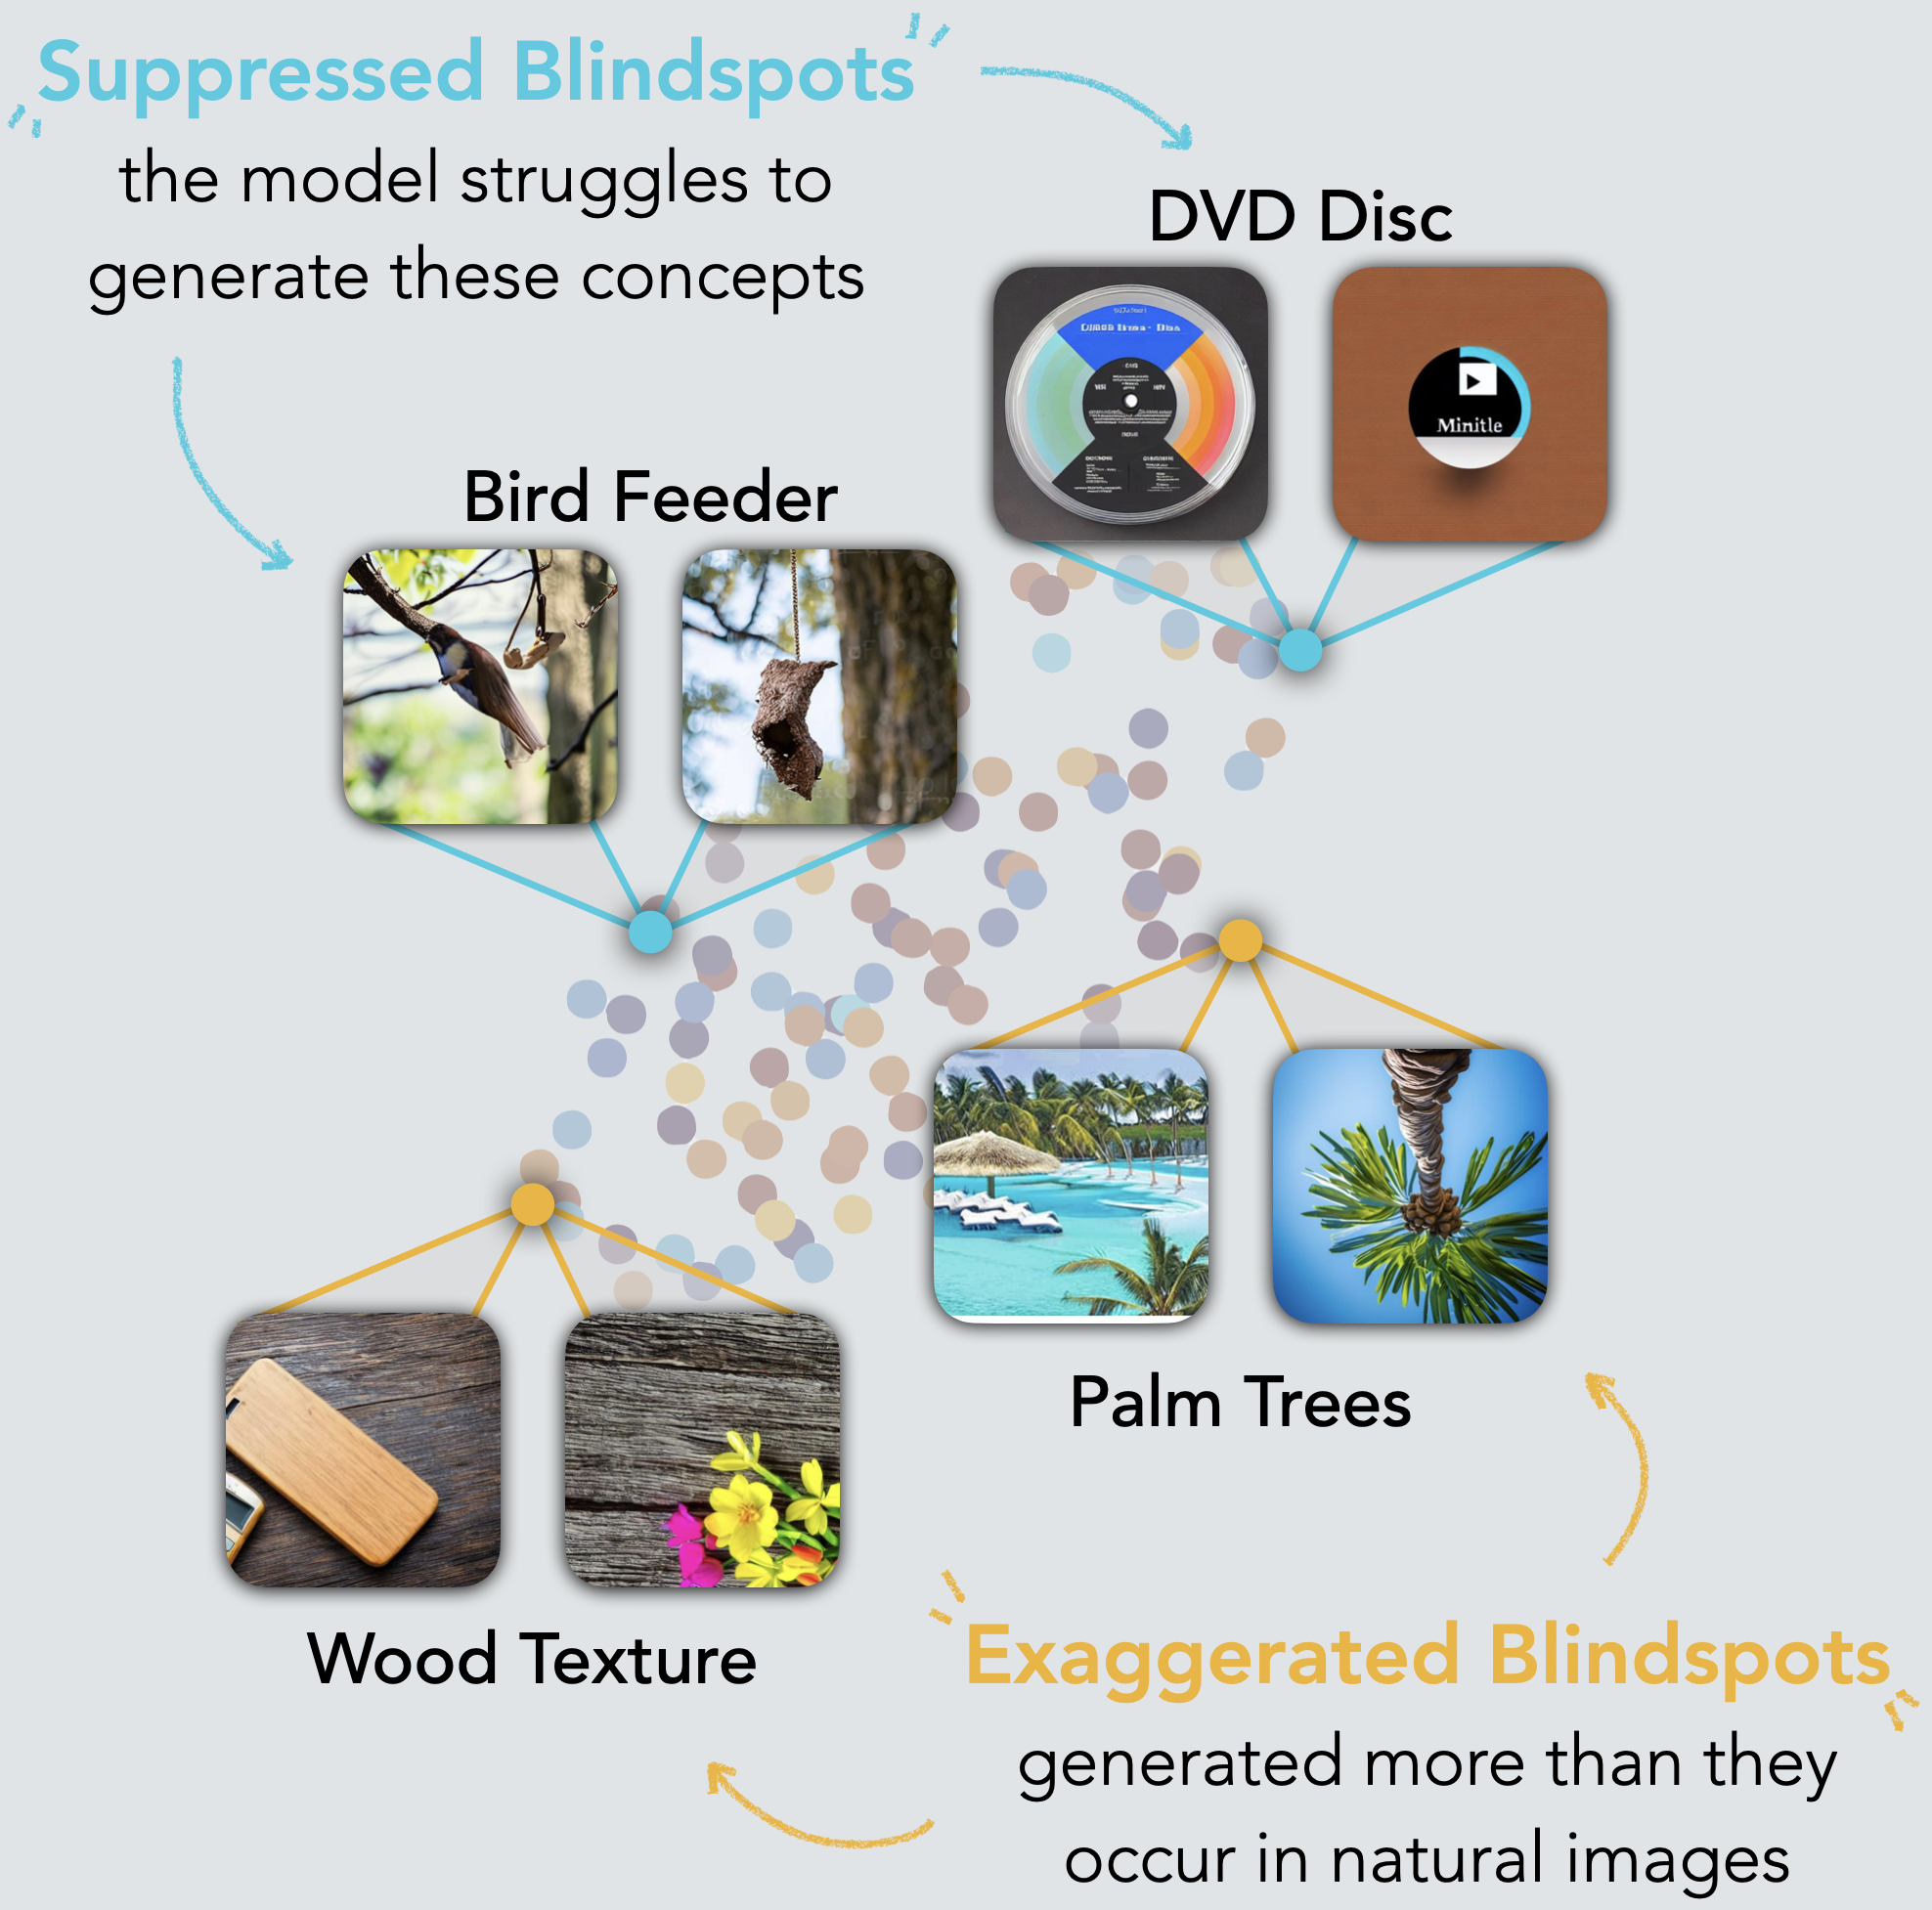 Suppressed Blindspots
the model struggles to
generate these concepts
DVD Disc
Minitle
Bird Feeder
Palm Trees
Wood Texture
Exaggerated Blindspots
generated more than they
occur in natural images